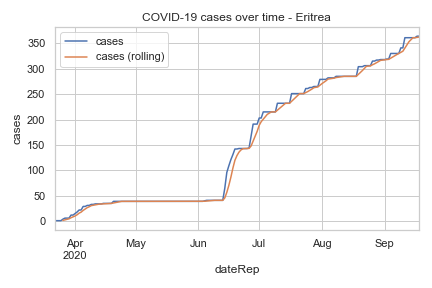 COVID-19 cases over time - Eritrea
cases
cases (rolling)
350
300
250
200
150
100
50
0
cases
Apr May Jun Jul Aug Sep
2020
dateRep